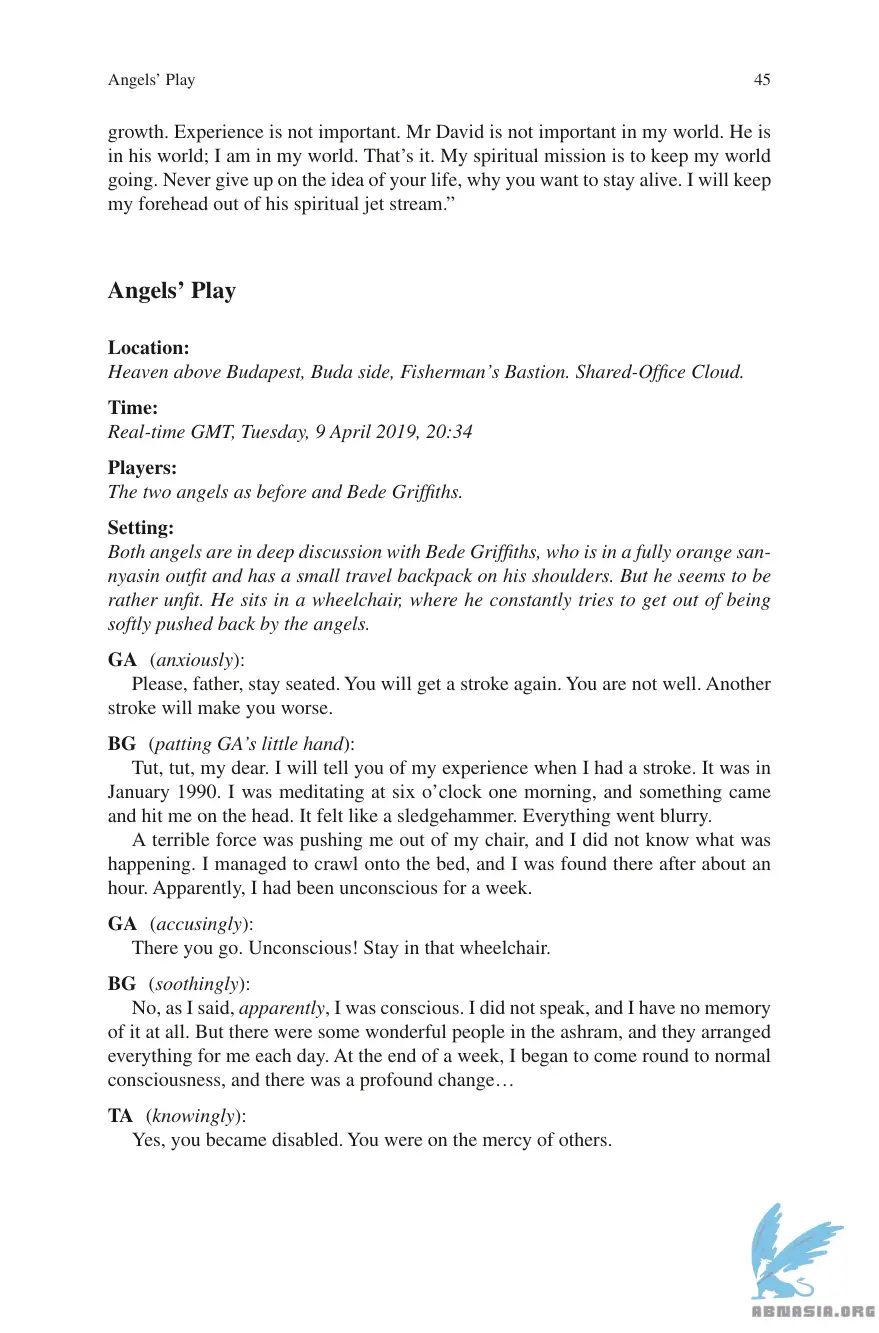 Angels’ Play 45
growth. Experience is not important. Mr David is not important in my world. He is
in his world; I am in my world. That’s it. My spiritual mission is to keep my world
going. Never give up on the idea of your life, why you want to stay alive. I will keep
my forehead out of his spiritual jet stream.”
Angels’ Play
Location:
Heaven above Budapest, Buda side, Fisherman’s Bastion. Shared-Office Cloud.
Time:
Real-time GMT, Tuesday, 9 April 2019, 20:34
Players:
The two angels as before and Bede Griffiths.
Setting:
Both angels are in deep discussion with Bede Griffiths, who is in a fully orange san-
nyasin outfit and has a small travel backpack on his shoulders. But he seems to be
rather unfit. He sits in a wheelchair, where he constantly tries to get out of being
softly pushed back by the angels.
GA (anxiously):
Please, father, stay seated. You will get a stroke again. You are not well. Another
stroke will make you worse.
BG (patting GA’s little hand):
Tut, tut, my dear. I will tell you of my experience when I had a stroke. It was in
January 1990. I was meditating at six o’clock one morning, and something came
and hit me on the head. It felt like a sledgehammer. Everything went blurry.
A terrible force was pushing me out of my chair, and I did not know what was
happening. I managed to crawl onto the bed, and I was found there after about an
hour. Apparently, I had been unconscious for a week.
GA (accusingly):
There you go. Unconscious! Stay in that wheelchair.
BG (soothingly):
No, as I said, apparently, I was conscious. I did not speak, and I have no memory
of it at all. But there were some wonderful people in the ashram, and they arranged
everything for me each day. At the end of a week, I began to come round to normal
consciousness, and there was a profound change…
TA (knowingly):
Yes, you became disabled. You were on the mercy of others.
ABNASIA.ORG